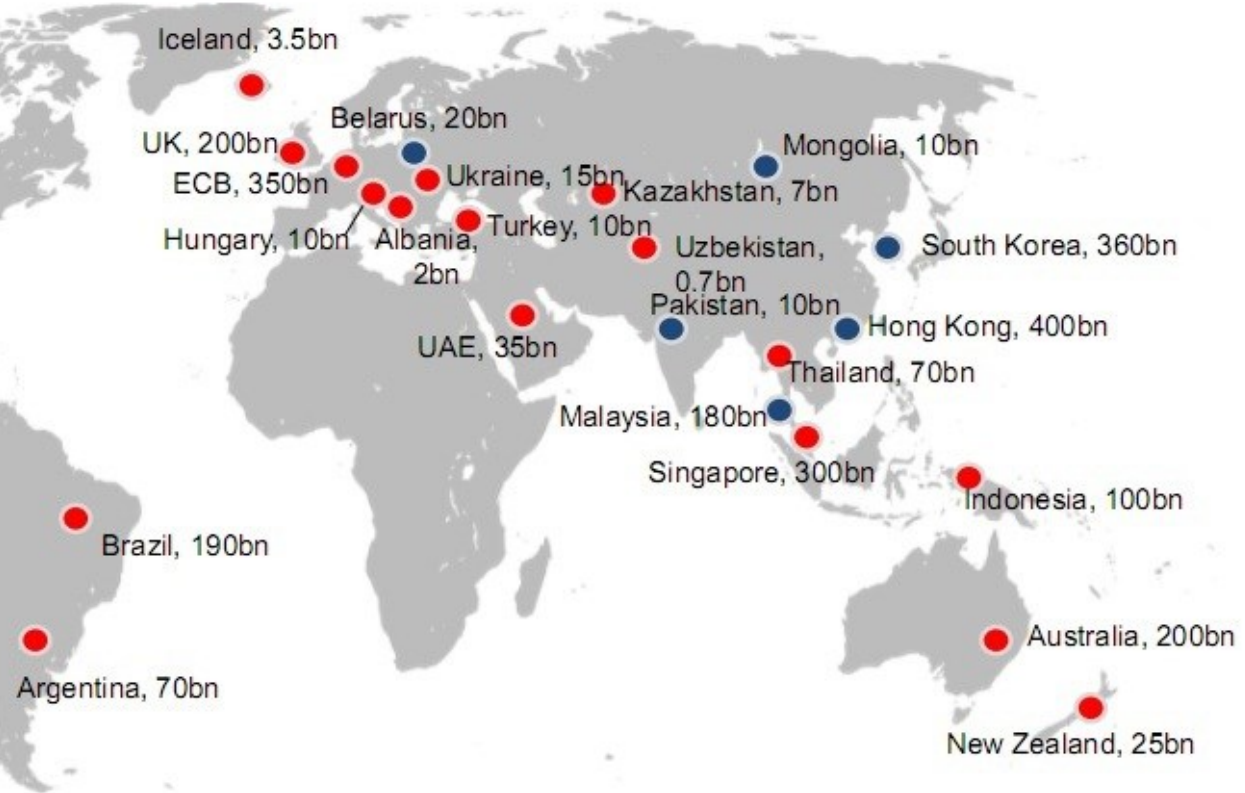 Iceland, 3.5bn
Belarus, 20bn
UK, 200bn
Mongolia, 10bn
ECB, 350bn
Ukraine, 15bn
Kazakhstan, 7bn
Hungary, 10bn
Albania,
2bn
Turkey, 10bn
Uzbekistan,
0.7bn
South Korea, 360bn
Pakistan, 10bn
Hong Kong, 400bn
UAE, 35bn
Thailand, 70bn
Malaysia, 180bn
Singapore, 300bn
Indonesia, 100bn
Brazil, 190bn
Australia, 200bn
Argentina, 70bn
New Zealand, 25bn